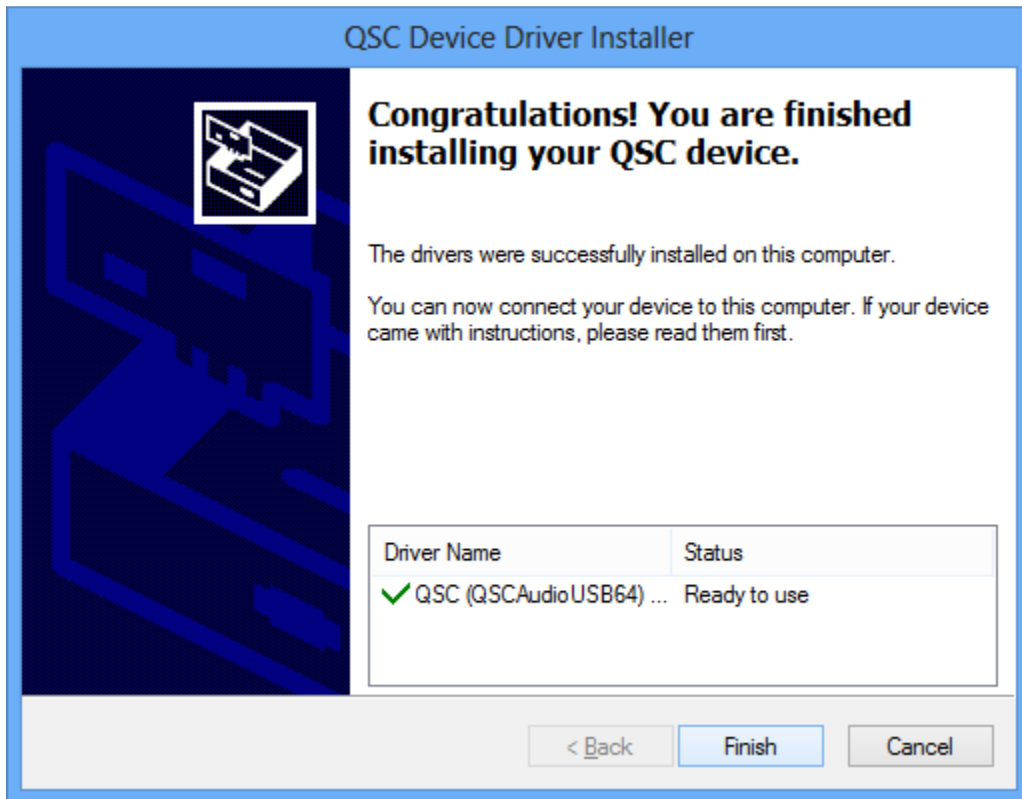 QSC Device Driver Installer
Congratulations! You are finished
installing your QSC device.
The drivers were successfully installed on this computer.
You can now connect your device to this computer. If your device
came with instructions, please read them first.
Driver Name Status
QSC (QSCAudioUSB64) ... Ready to use
< Back Finish Cancel